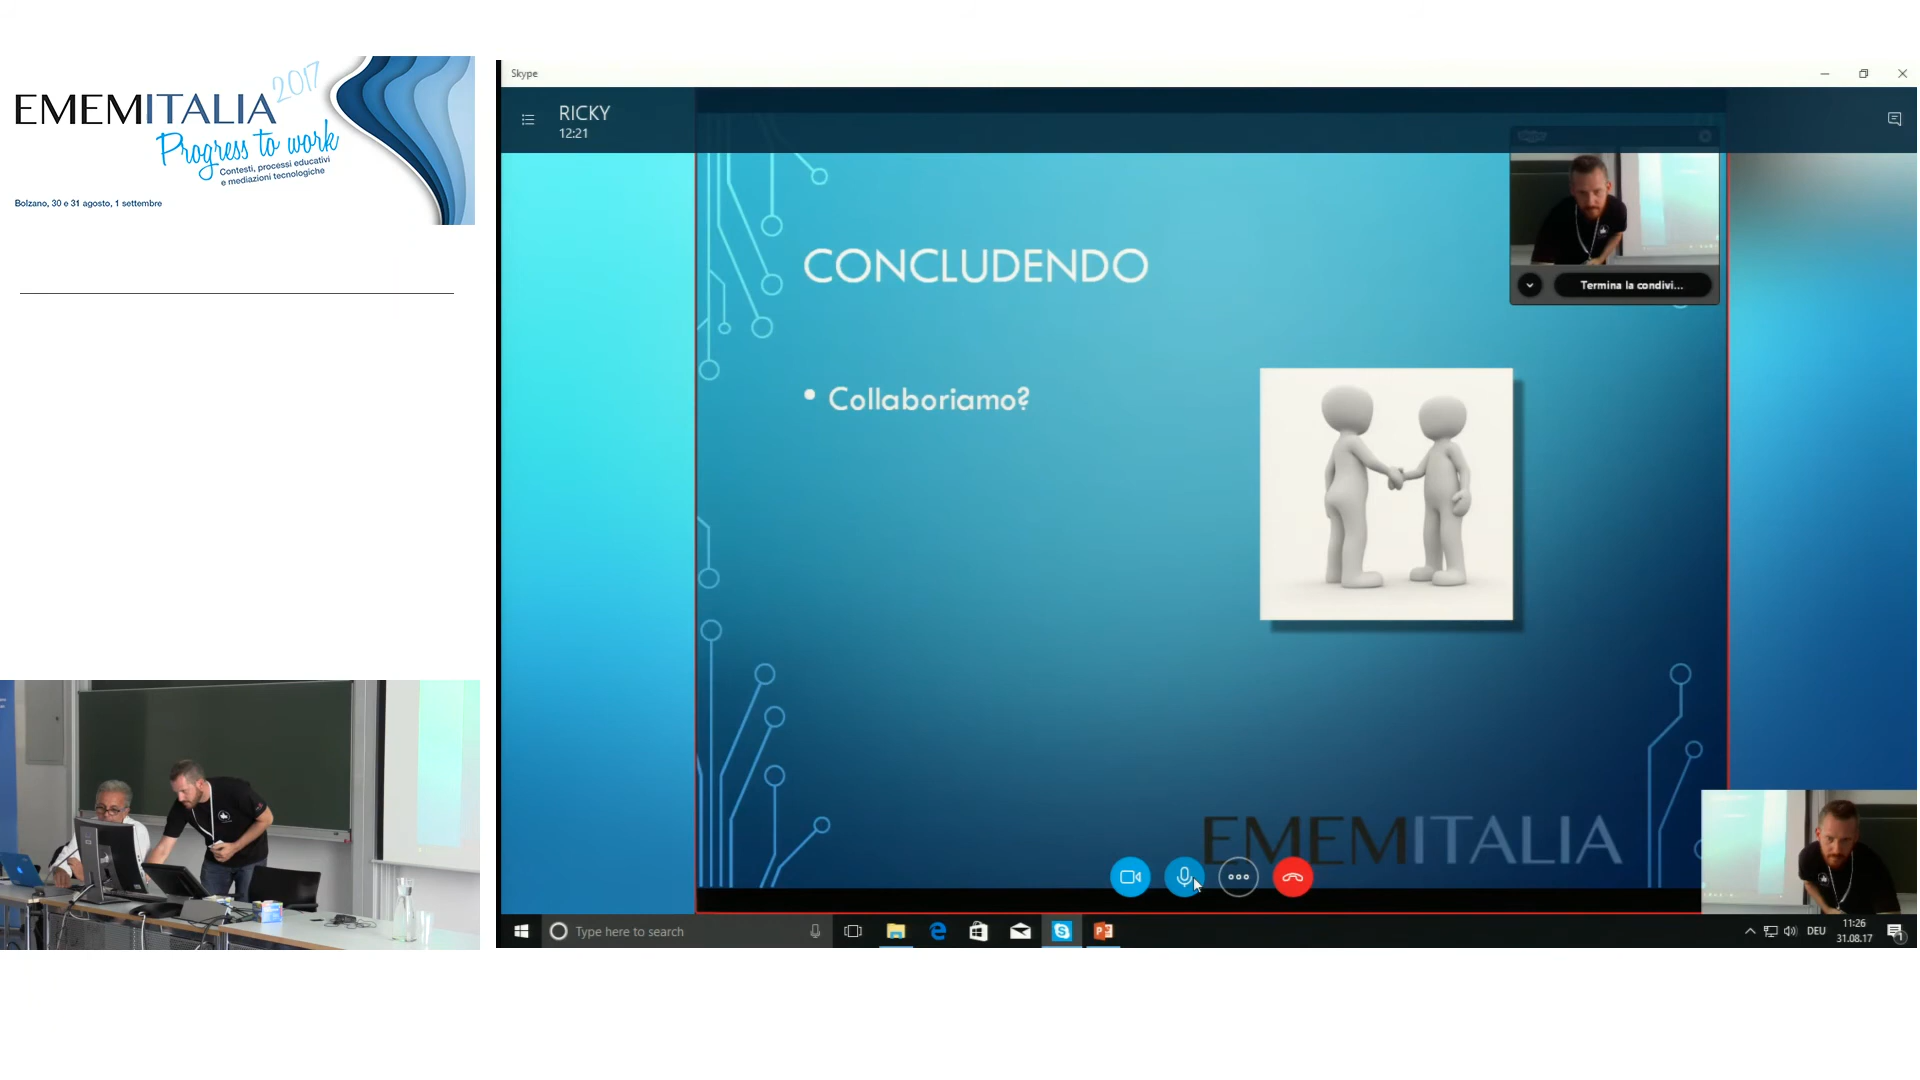 2017
EMEMITALIA
Progress to work
Contesti, processi educativi
e mediazioni tecnologiche
Bolzano, 30 e 31 agosto, 1 settembre
Skype
RICKY
12:21
Termina la condivi...
CONCLUDENDO
• Collaboriamo?
EMEMITALIA
Type here to search
DEU
11:26
31.08.17
1